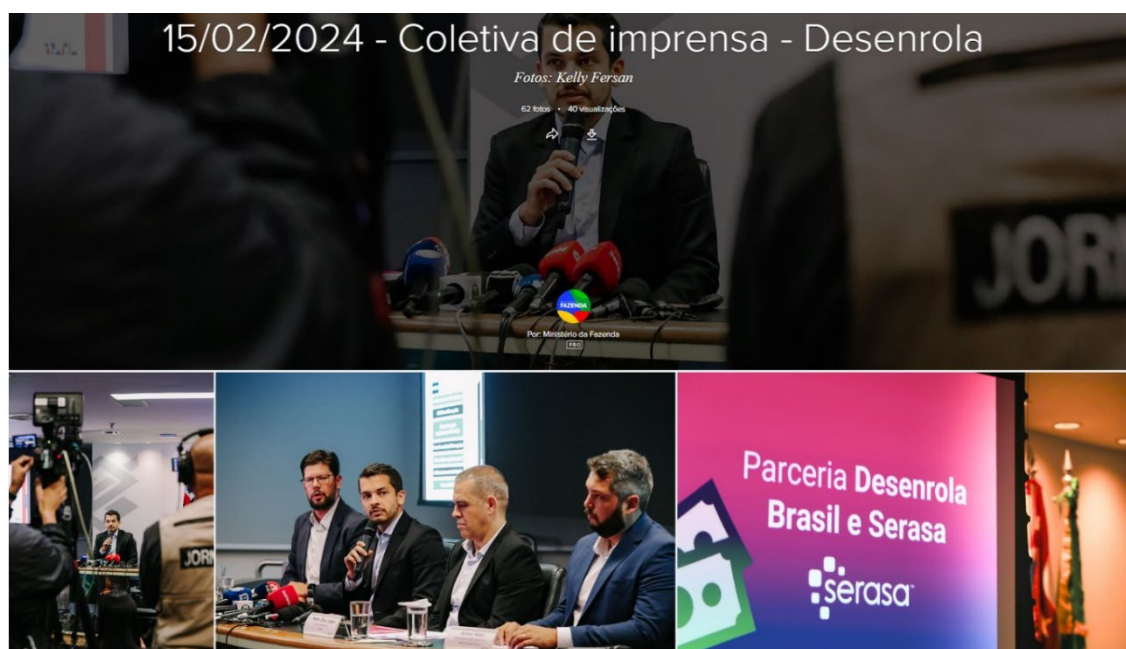 15/02/2024 - Coletiva de imprensa - Desenrola
Fotos: Kelly Fersan
62 fotos • 40 visualizações
JOR
FAZENDA
Por: Ministério da Fazenda
PRO
JOR
Parceria Desenrola
Brasil e Serasa
serasa